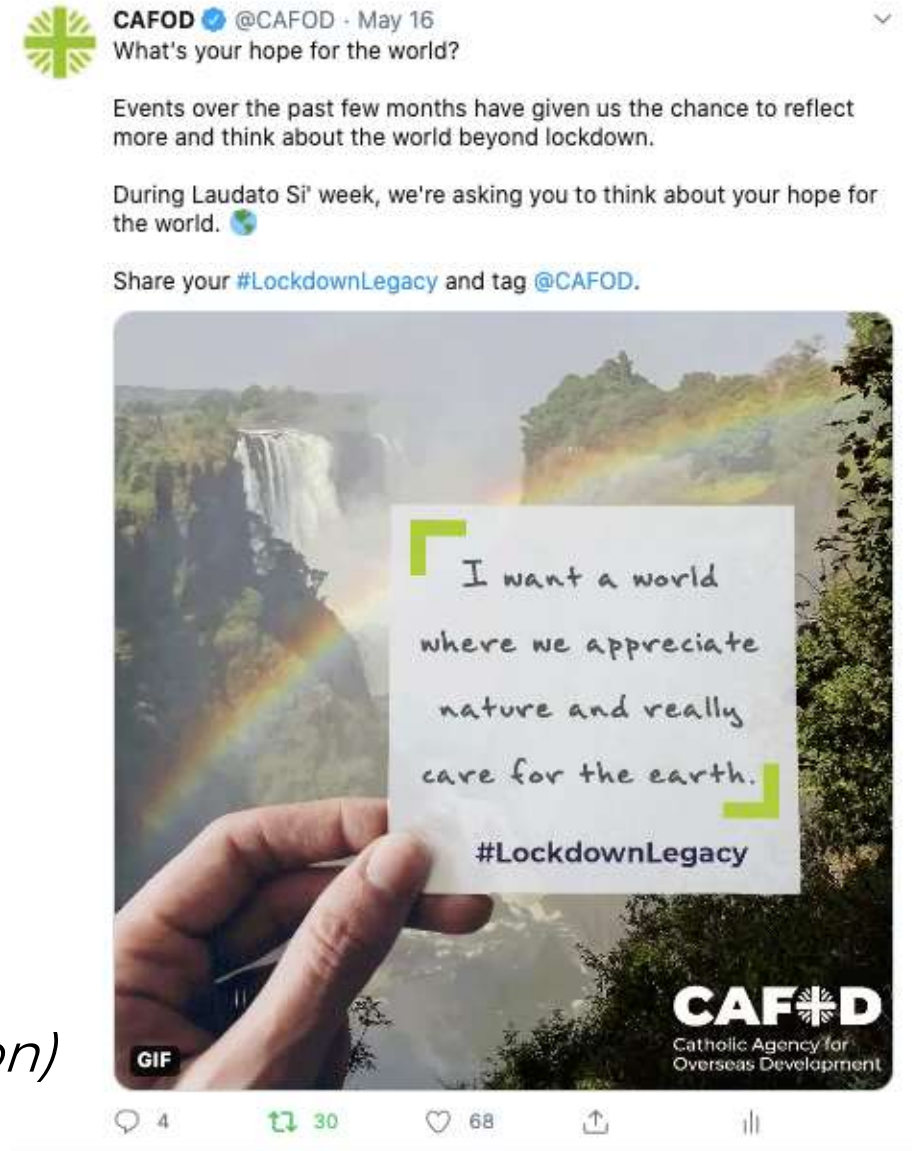 CAFOD @CAFOD · May 16
What's your hope for the world?
Events over the past few months have given us the chance to reflect
more and think about the world beyond lockdown.
During Laudato Si' week, we're asking you to think about your hope for
the world.
Share your #LockdownLegacy and tag @CAFOD.
I want a world
where we appreciate
nature and really
care for the earth.
#LockdownLegacy
CAFOD
Catholic Agency for
Overseas Development
on)
GIF
4 30 68